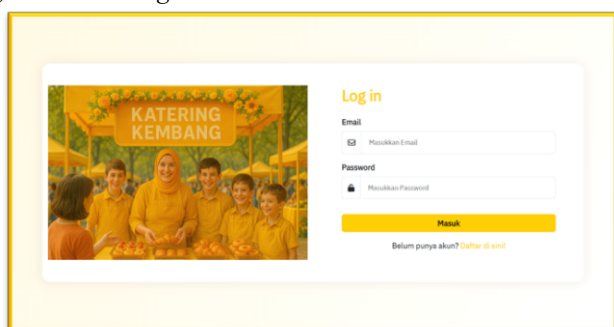 KATERING
KEMBANG
Log in
Email
Masukkan Email
Password
Masukkan Password
Masuk
Belum punya akun? Daftar di sini!